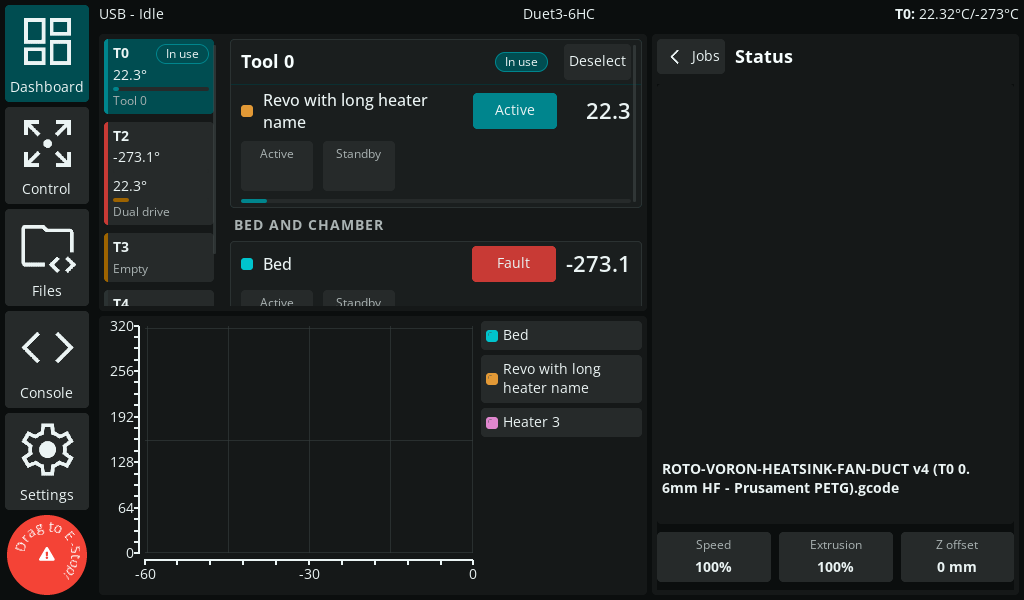 USB - Idle
Duet3-6HC
T0: 22.32°C/-273°C
Dashboard
Control
Files
Console
Settings
Drag to E-Stop!
T0
In use
22.3°
Tool 0
T2
-273.1°
22.3°
Dual drive
T3
Empty
T4
Tool 0
In use
Deselect
Revo with long heater
name
Active
22.3
Active
Standby
BED AND CHAMBER
Bed
Fault
-273.1
Active
Standby
320
256
192
128
64
0
-60
-30
0
Bed
Revo with long
heater name
Heater 3
Jobs
Status
ROTO-VORON-HEATSINK-FAN-DUCT v4 (T0 0.
6mm HF - Prusament PETG).gcode
Speed
100%
Extrusion
100%
Z offset
0 mm